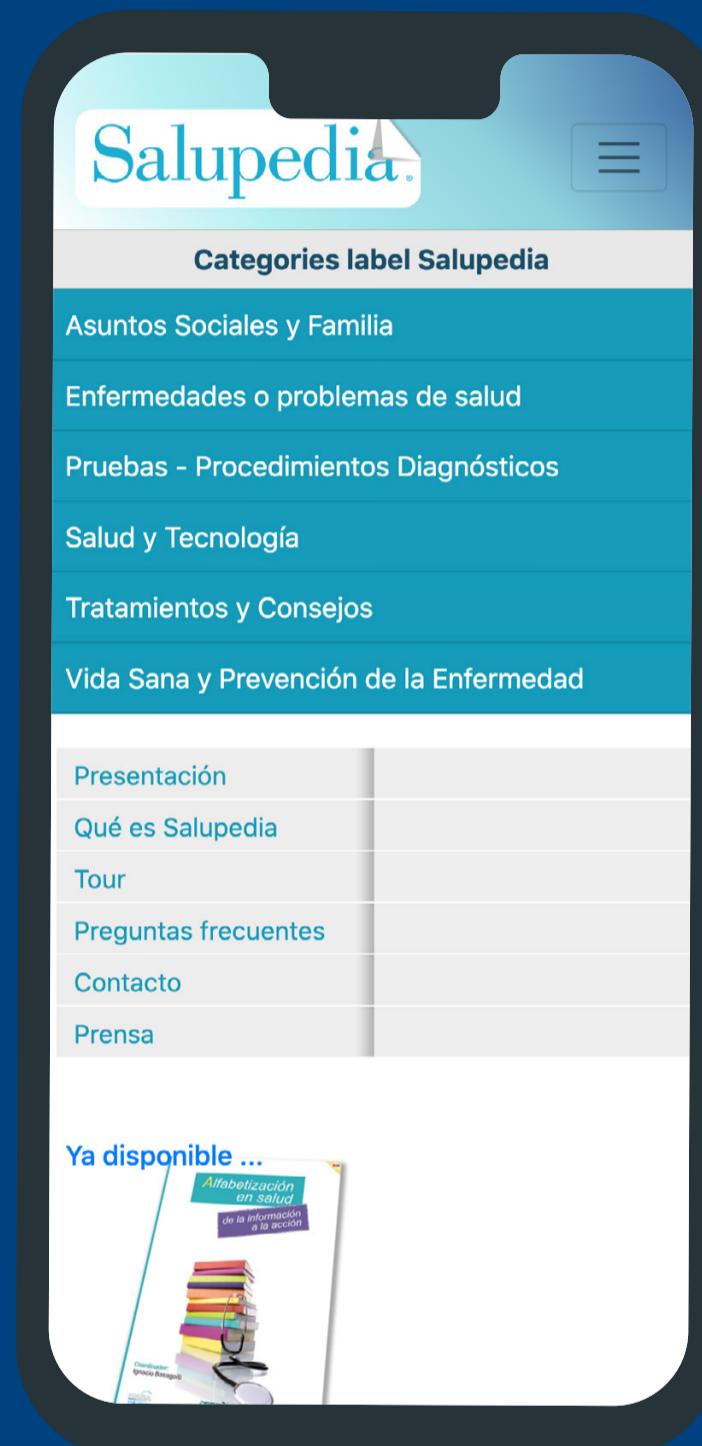 Salupedia
Categories label Salupedia
Asuntos Sociales y Familia
Enfermedades o problemas de salud
Pruebas - Procedimientos Diagnósticos
Salud y Tecnología
Tratamientos y Consejos
Vida Sana y Prevención de la Enfermedad
Presentación
Qué es Salupedia
Tour
Preguntas frecuentes
Contacto
Prensa
Ya disponible ...
Alfabetización
en salud
de la información
a la acción
Coordinador:
Ignacio Basagoiti